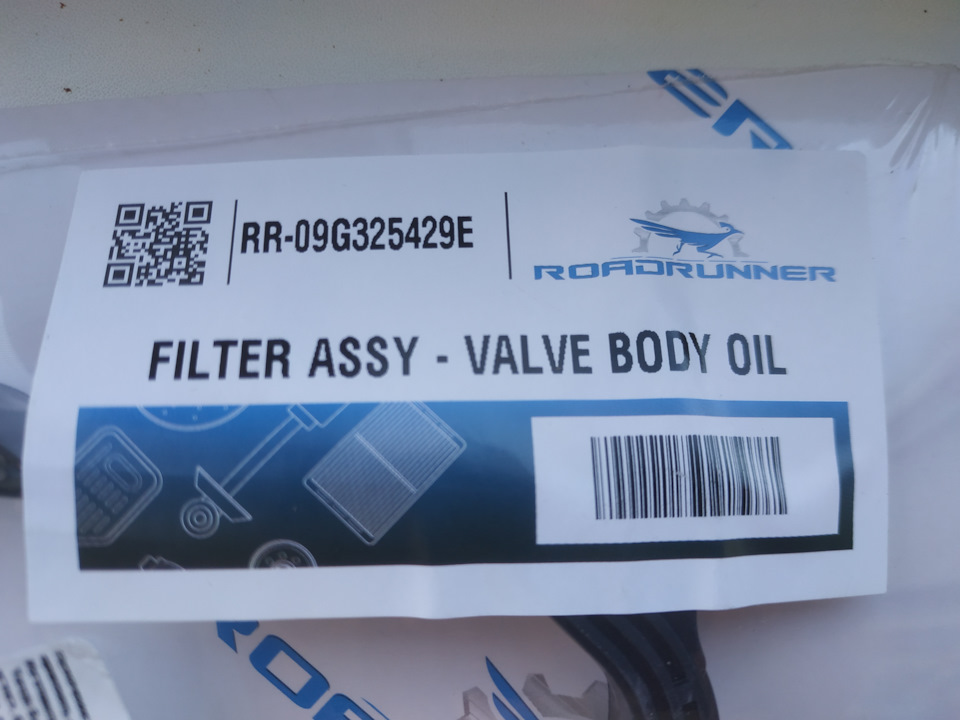 RR-09G325429E
ROADRUNNER
FILTER ASSY - VALVE BODY OIL